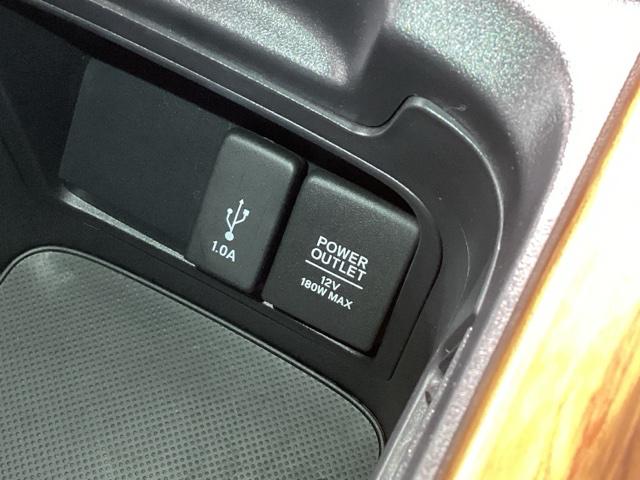 1.0A
POWER
OUTLET
12V
180W MAX